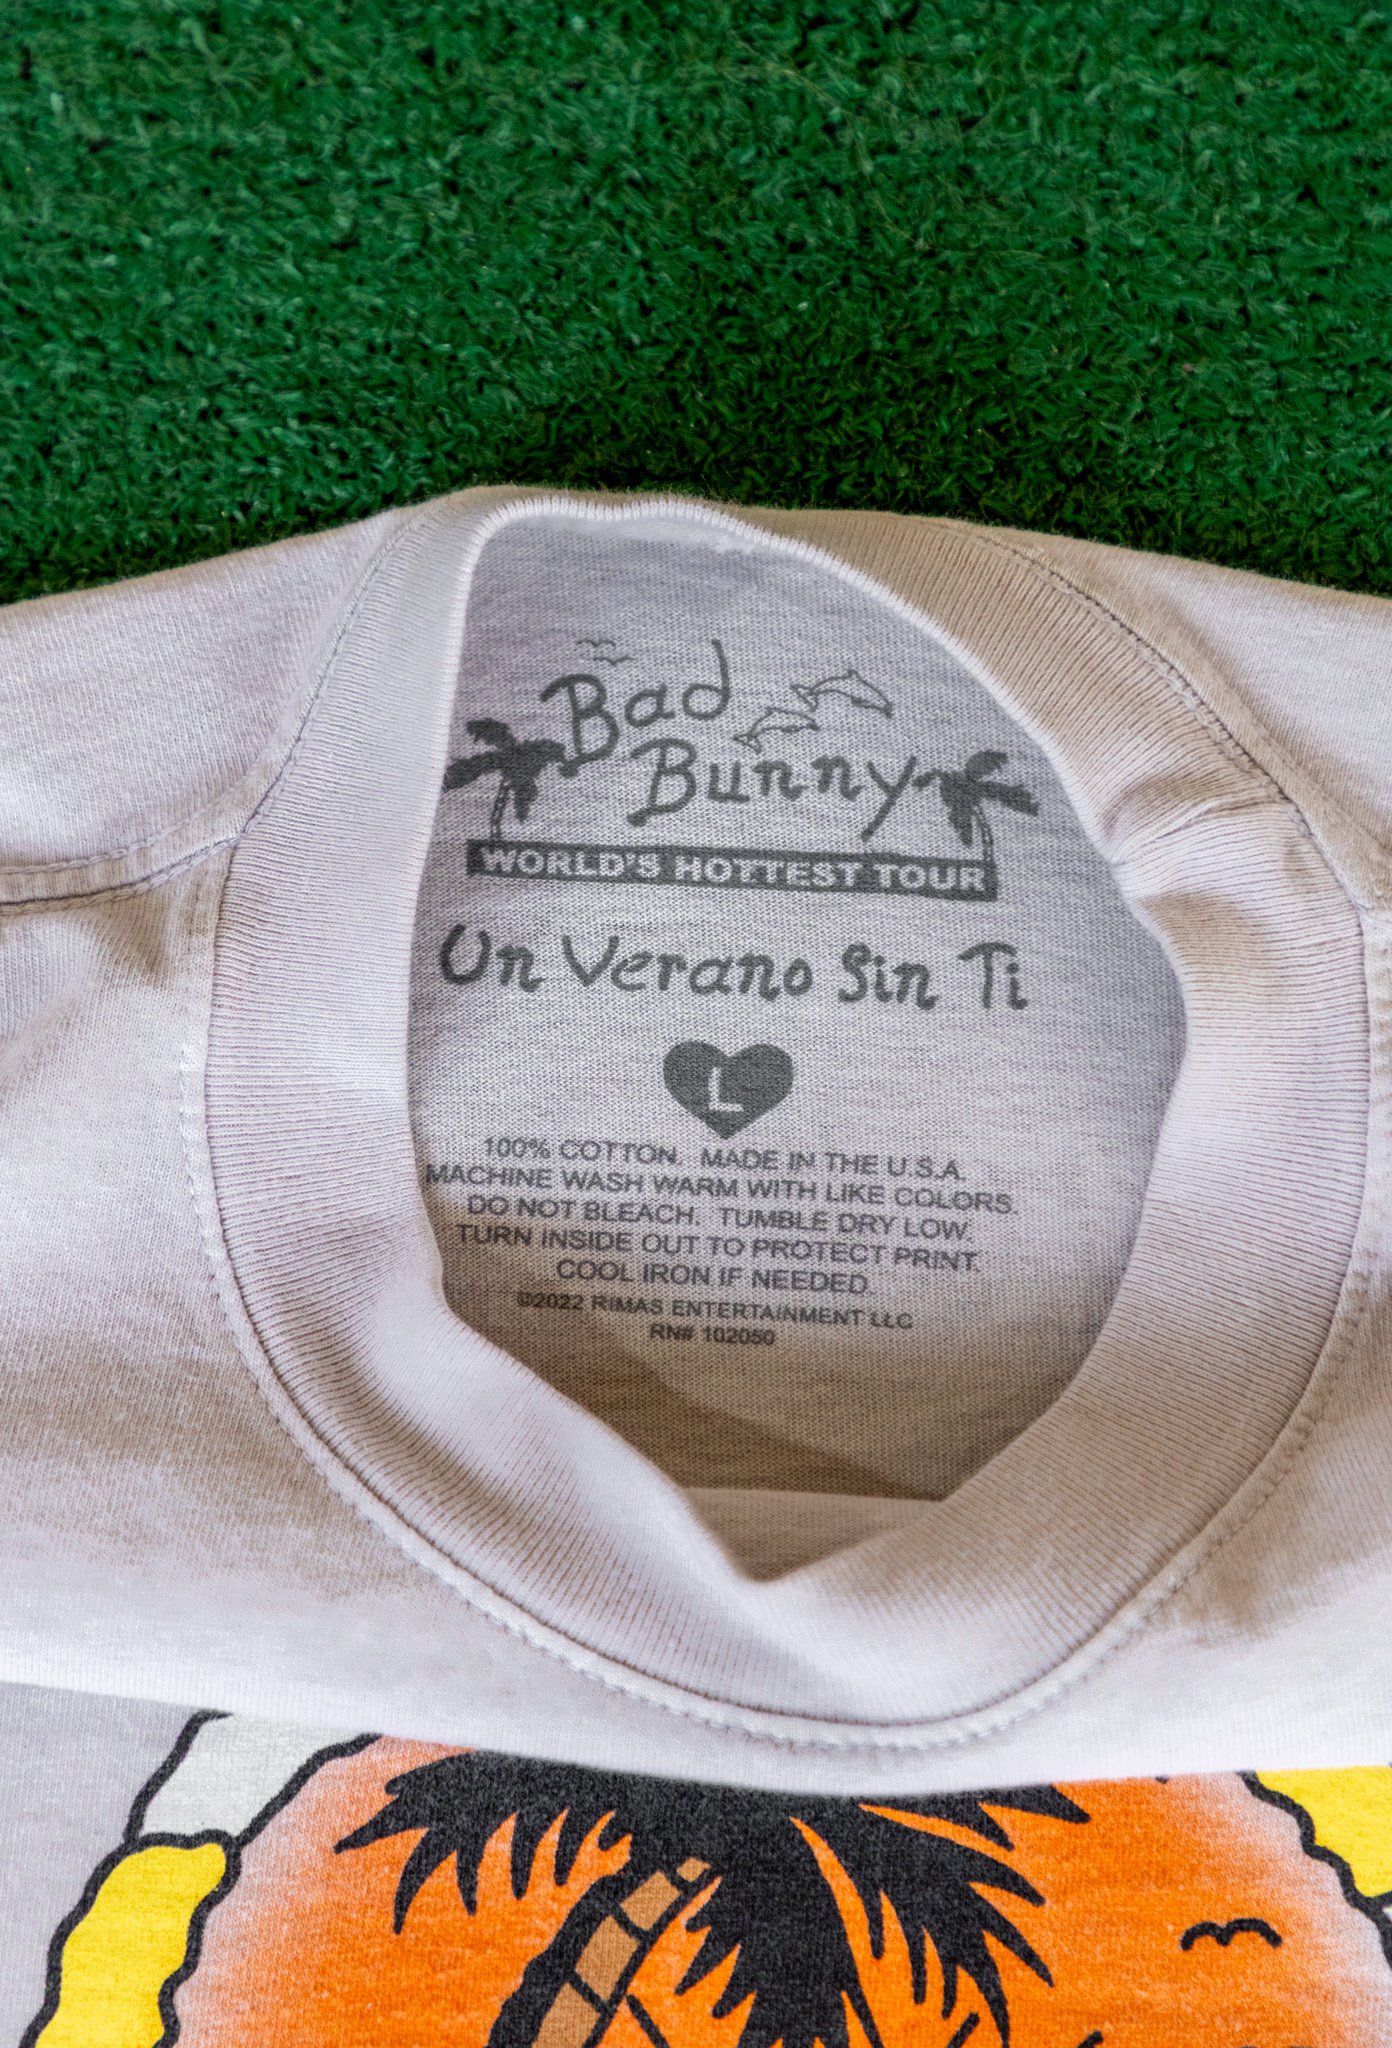 Bad
Bunny
WORLD'S HOTTEST TOUR
Un Verano Sin Ti
L
100% COTTON. MADE IN THE U.S.A.
MACHINE WASH WARM WITH LIKE COLORS.
DO NOT BLEACH. TUMBLE DRY LOW.
TURN INSIDE OUT TO PROTECT PRINT.
COOL IRON IF NEEDED.
©2022 RIMAS ENTERTAINMENT LLC
RN# 102050